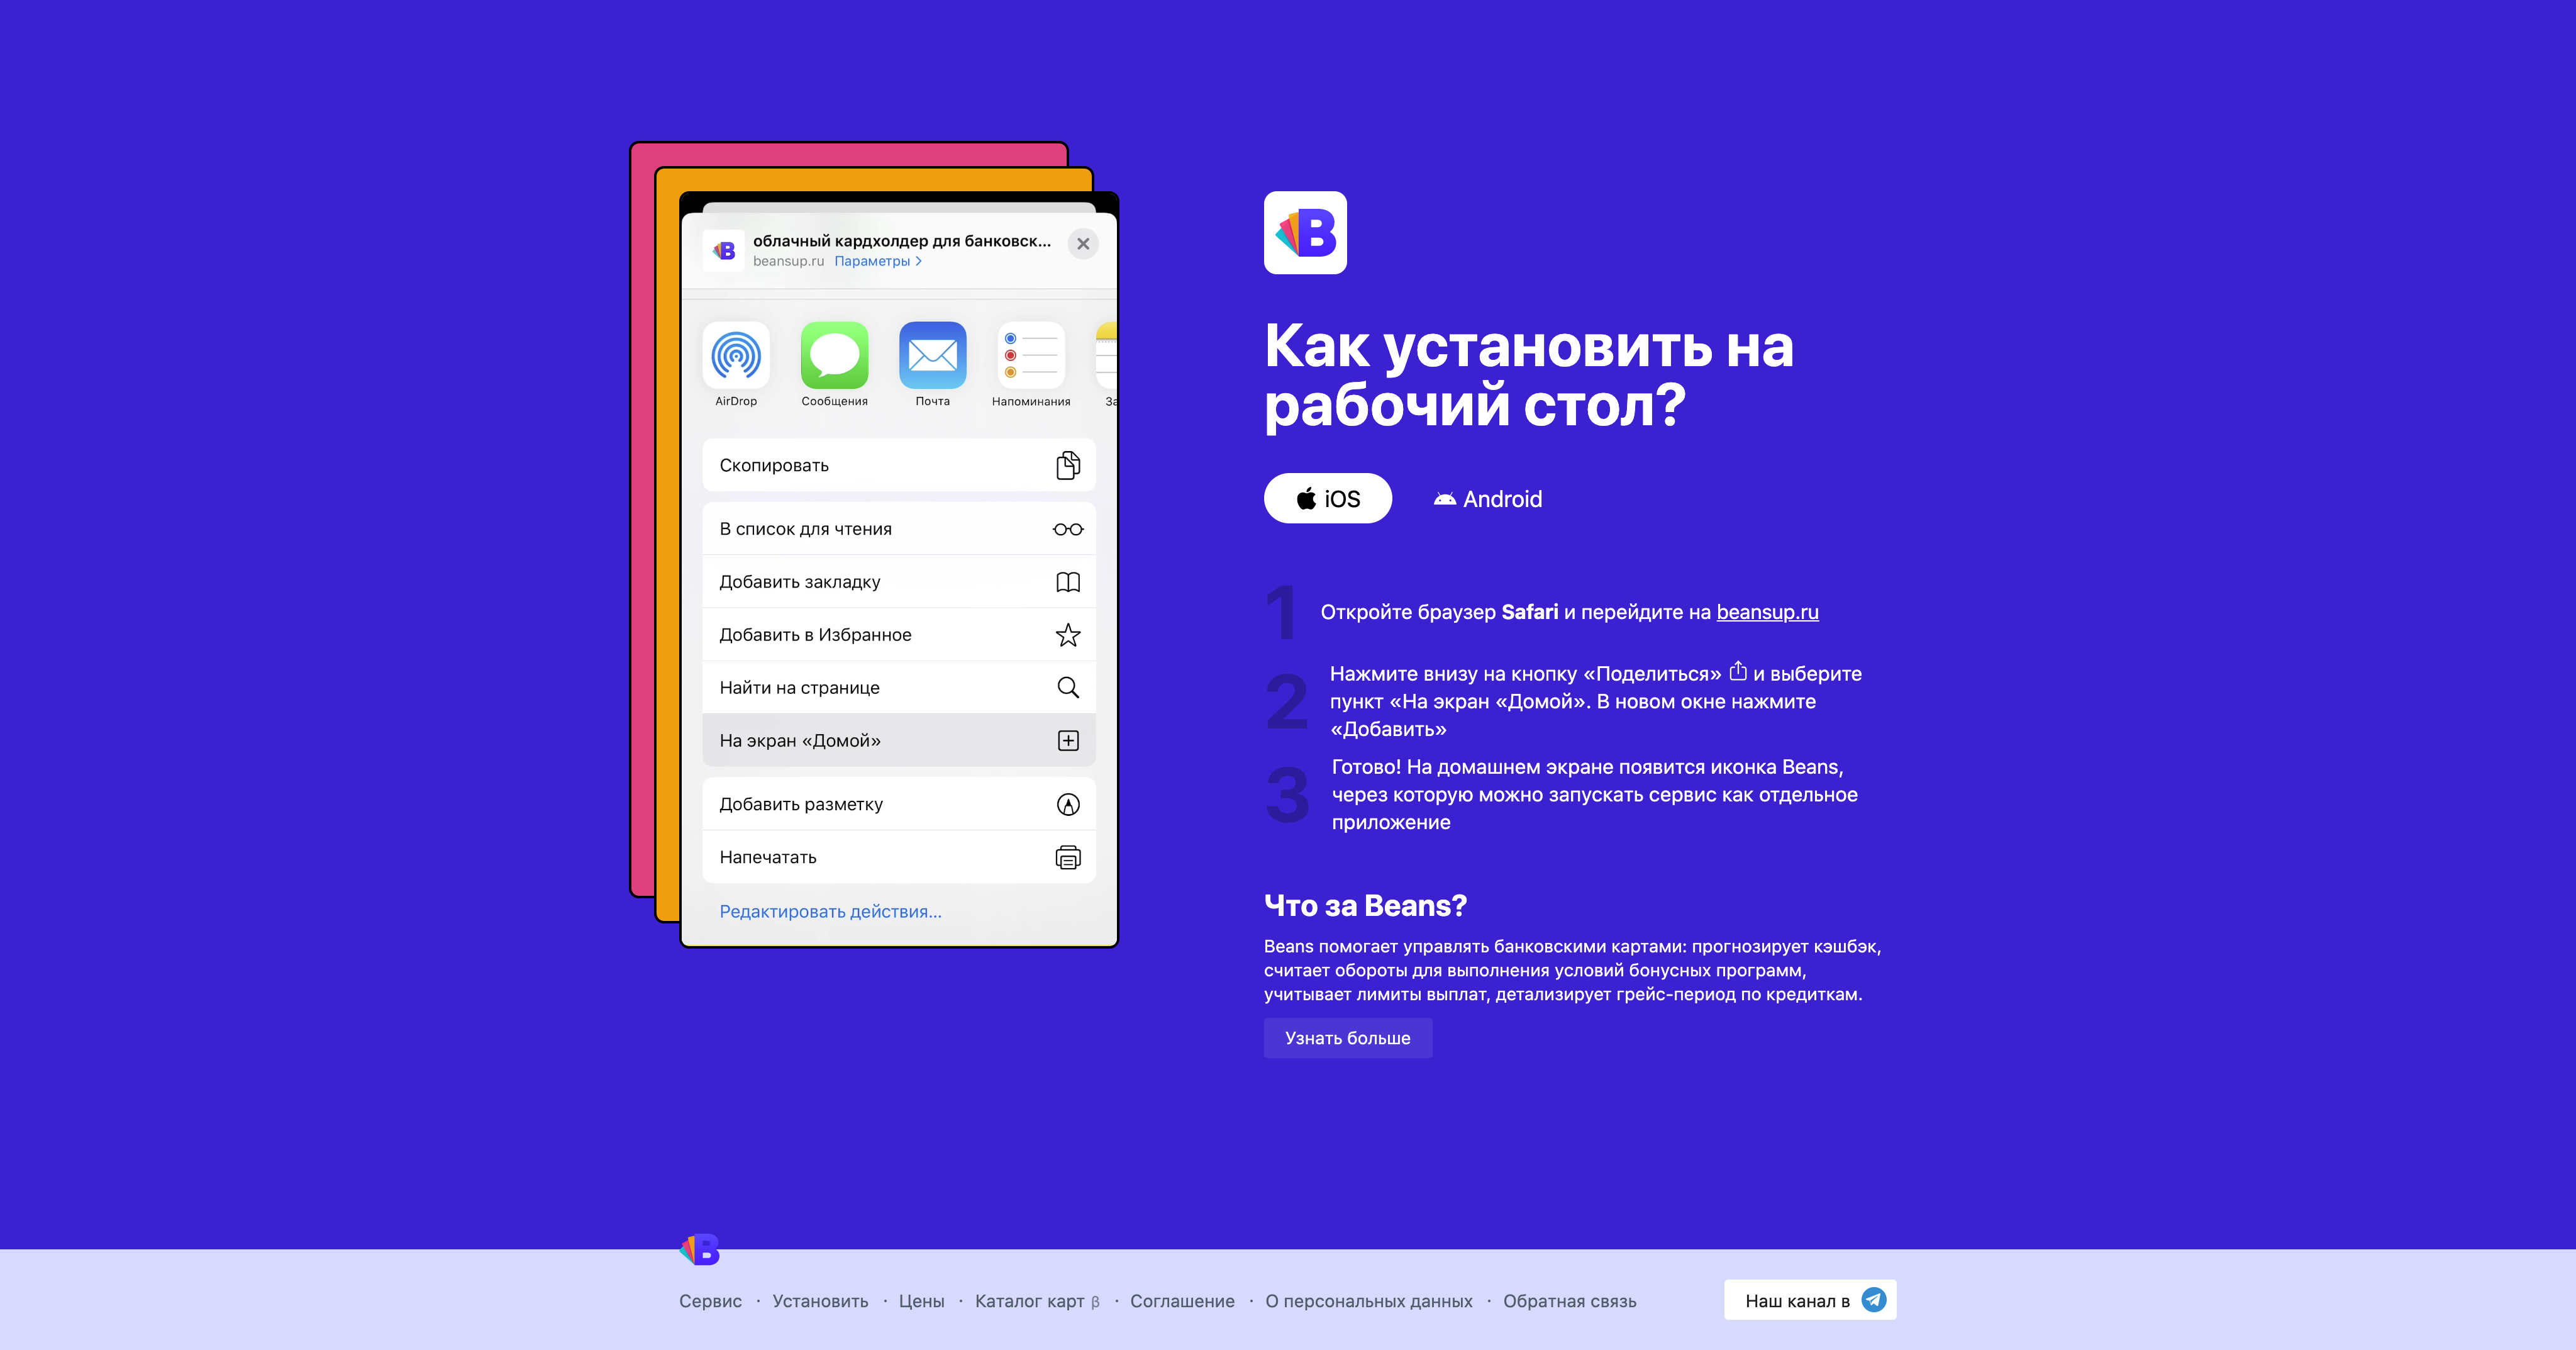 облачный кардхолдер для банковск...
beansup.ru Параметры >
AirDrop
Сообщения
Почта
Напоминания
За
Скопировать
В список для чтения
Добавить закладку
Добавить в Избранное
Найти на странице
На экран «Домой»
Добавить разметку
Напечатать
Редактировать действия...
B
Как установить на
рабочий стол?
iOS
Android
1
Откройте браузер Safari и перейдите на beansup.ru
2
Нажмите внизу на кнопку «Поделиться» и выберите
пункт «На экран «Домой». В новом окне нажмите
«Добавить»
3
Готово! На домашнем экране появится иконка Beans,
через которую можно запускать сервис как отдельное
приложение
Что за Beans?
Beans помогает управлять банковскими картами: прогнозирует кэшбэк,
считает обороты для выполнения условий бонусных программ,
учитывает лимиты выплат, детализирует грейс-период по кредиткам.
Узнать больше
B
Сервис · Установить · Цены · Каталог карт β · Соглашение · О персональных данных · Обратная связь
Наш канал в